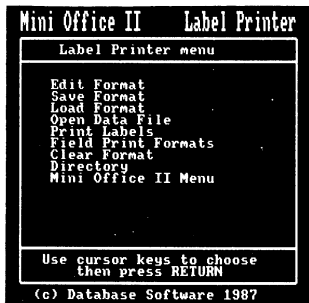 Mini Office II Label Printer
Label Printer menu
Edit Format
Save Format
Load Format
Open Data File
Print Labels
Field Print Formats
Clear Format
Directory
Mini Office II Menu
Use cursor keys to choose
then press RETURN
(c) Database Software 1987